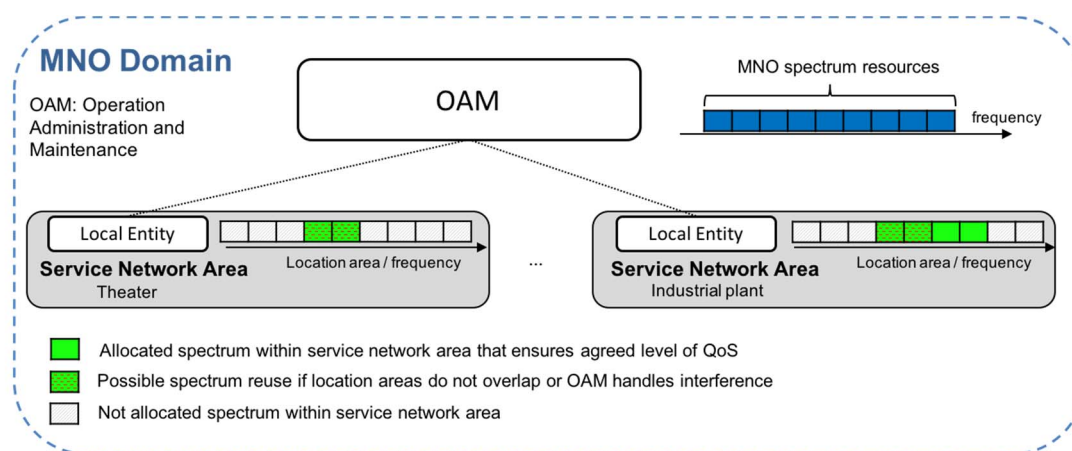 MNO Domain
OAM: Operation
Administration and
Maintenance
OAM
MNO spectrum resources
frequency
Local Entity
Location area / frequency
Service Network Area
Theater
...
Local Entity
Location area / frequency
Service Network Area
Industrial plant
Allocated spectrum within service network area that ensures agreed level of QoS
Possible spectrum reuse if location areas do not overlap or OAM handles interference
Not allocated spectrum within service network area